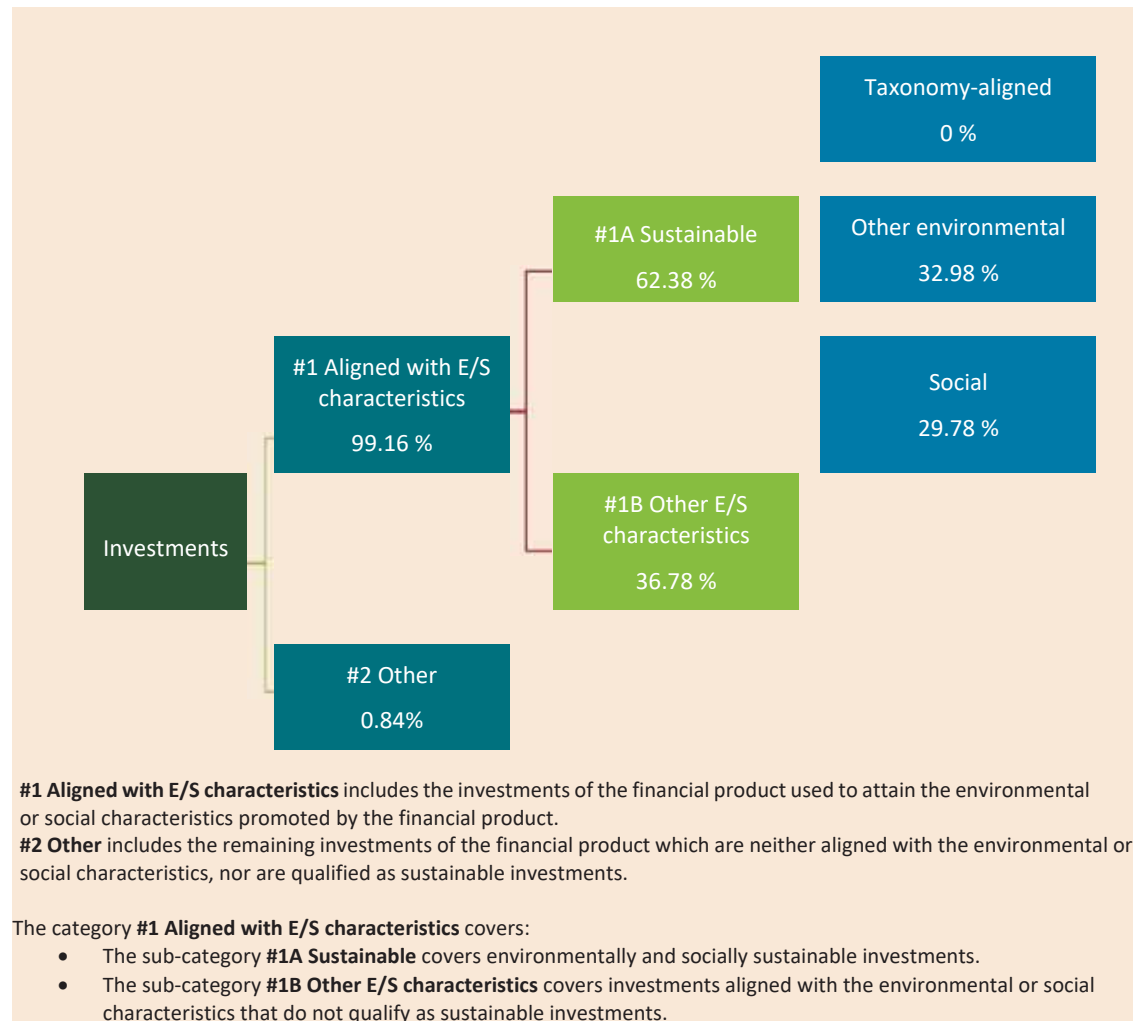 Taxonomy-aligned
0 %
#1A Sustainable
62.38 %
Other environmental
32.98 %
#1 Aligned with E/S
characteristics
99.16 %
Social
29.78 %
Investments
#1B Other E/S
characteristics
36.78 %
#2 Other
0.84%
#1 Aligned with E/S characteristics includes the investments of the financial product used to attain the environmental
or social characteristics promoted by the financial product.
#2 Other includes the remaining investments of the financial product which are neither aligned with the environmental or
social characteristics, nor are qualified as sustainable investments.
The category #1 Aligned with E/S characteristics covers:
• The sub-category #1A Sustainable covers environmentally and socially sustainable investments.
• The sub-category #1B Other E/S characteristics covers investments aligned with the environmental or social
characteristics that do not qualify as sustainable investments.